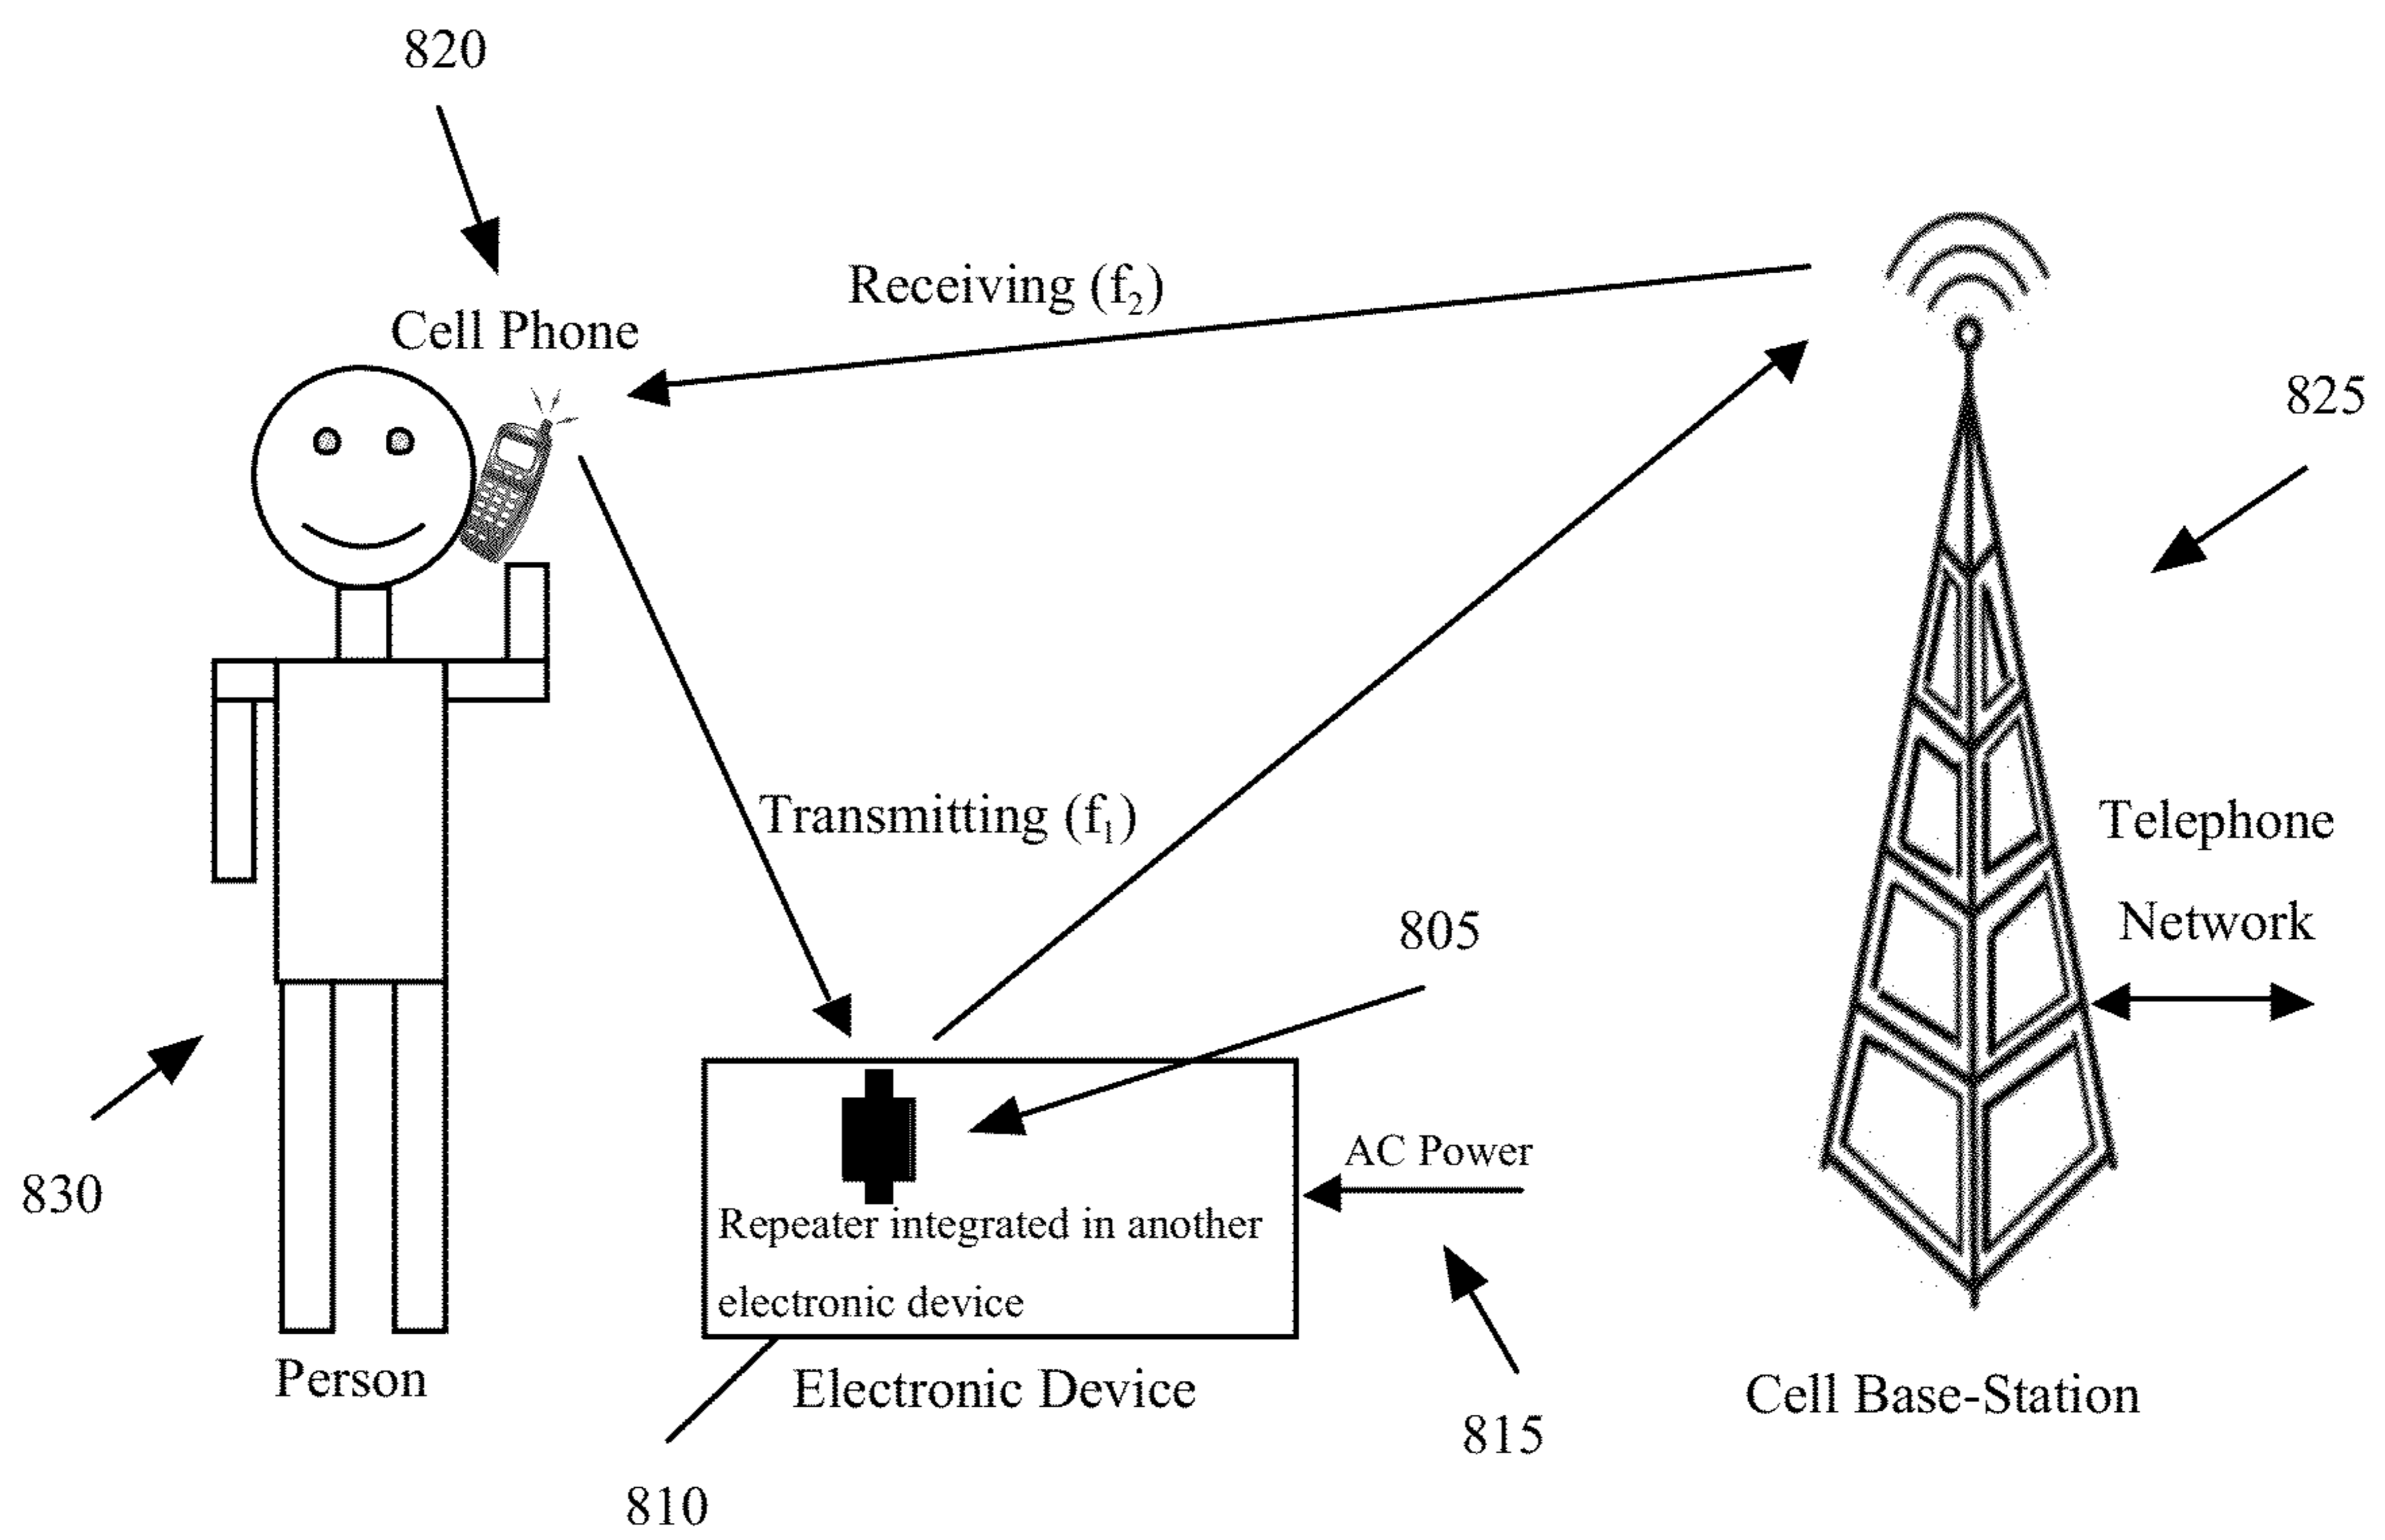 820
Receiving (f₂)
Cell Phone
825
Transmitting (f₁)
Telephone
Network
805
AC Power
830
Repeater integrated in another
electronic device
Person
Electronic Device
Cell Base-Station
815
810